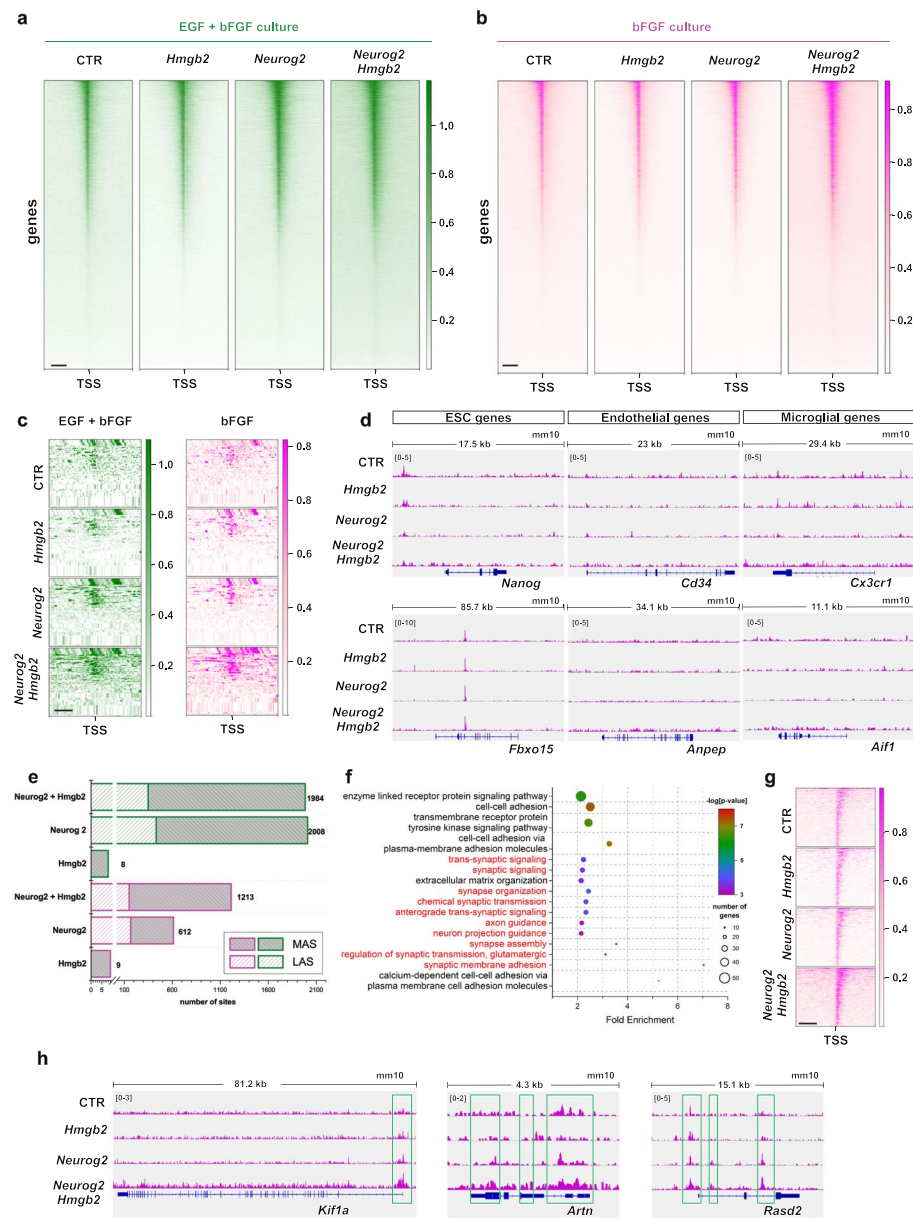 a
EGF + bFGF culture
CTR
Hmgb2
Neurog2
Neurog2
Hmgb2
genes
1.0
0.8
0.6
0.4
0.2
TSS
TSS
TSS
TSS
b
bFGF culture
CTR
Hmgb2
Neurog2
Neurog2
Hmgb2
0.8
0.6
0.4
0.2
TSS
TSS
TSS
TSS
c
EGF + bFGF
bFGF
CTR
Hmgb2
Neurog2
Neurog2
Hmgb2
1.0
0.8
0.6
0.4
0.2
0.8
0.6
0.4
0.2
TSS
TSS
d
ESC genes
Endothelial genes
Microglial genes
mm10
mm10
mm10
17.5 kb
23 kb
29.4 kb
CTR
Hmgb2
Neurog2
Neurog2
Hmgb2
[0-5]
[0-5]
[0-5]
Nanog
Cd34
Cx3cr1
mm10
mm10
mm10
85.7 kb
34.1 kb
11.1 kb
CTR
Hmgb2
Neurog2
Neurog2
Hmgb2
[0-10]
[0-5]
[0-5]
Fbxo15
Anpep
Aif1
e
Neurog2 + Hmgb2
1984
Neurog 2
2008
Hmgb2
8
Neurog2 + Hmgb2
1213
Neurog2
612
Hmgb2
9
MAS
LAS
0
5
100
600
1100
1600
2100
number of sites
f
enzyme linked receptor protein signaling pathway
cell-cell adhesion
transmembrane receptor protein
tyrosine kinase signaling pathway
cell-cell adhesion via
plasma-membrane adhesion molecules
trans-synaptic signaling
synaptic signaling
extracellular matrix organization
synapse organization
chemical synaptic transmission
anterograde trans-synaptic signaling
axon guidance
neuron projection guidance
synapse assembly
regulation of synaptic transmission, glutamatergic
synaptic membrane adhesion
calcium-dependent cell-cell adhesion via
plasma membrane cell adhesion molecules
2
4
6
8
Fold Enrichment
-log[p-value]
7
5
3
number of
genes
10
20
30
40
50
g
CTR
Hmgb2
Neurog2
Neurog2
Hmgb2
0.8
0.6
0.4
0.2
TSS
h
mm10
mm10
mm10
81.2 kb
4.3 kb
15.1 kb
CTR
Hmgb2
Neurog2
Neurog2
Hmgb2
[0-3]
[0-2]
[0-5]
Kif1a
Artn
Rasd2